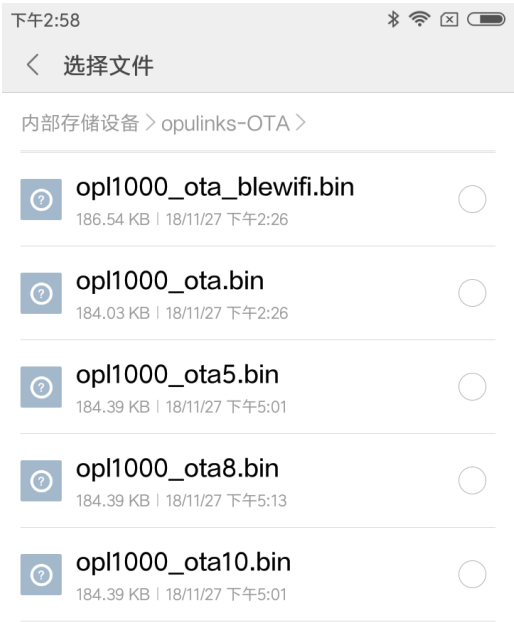 下午2:58
选择文件
内部存储设备 > opulinks-OTA >
opl1000_ota_blewifi.bin
186.54 KB | 18/11/27 下午2:26
opl1000_ota.bin
184.03 KB | 18/11/27 下午2:26
opl1000_ota5.bin
184.39 KB | 18/11/27 下午5:01
opl1000_ota8.bin
184.39 KB | 18/11/27 下午5:13
opl1000_ota10.bin
184.39 KB | 18/11/27 下午5:01